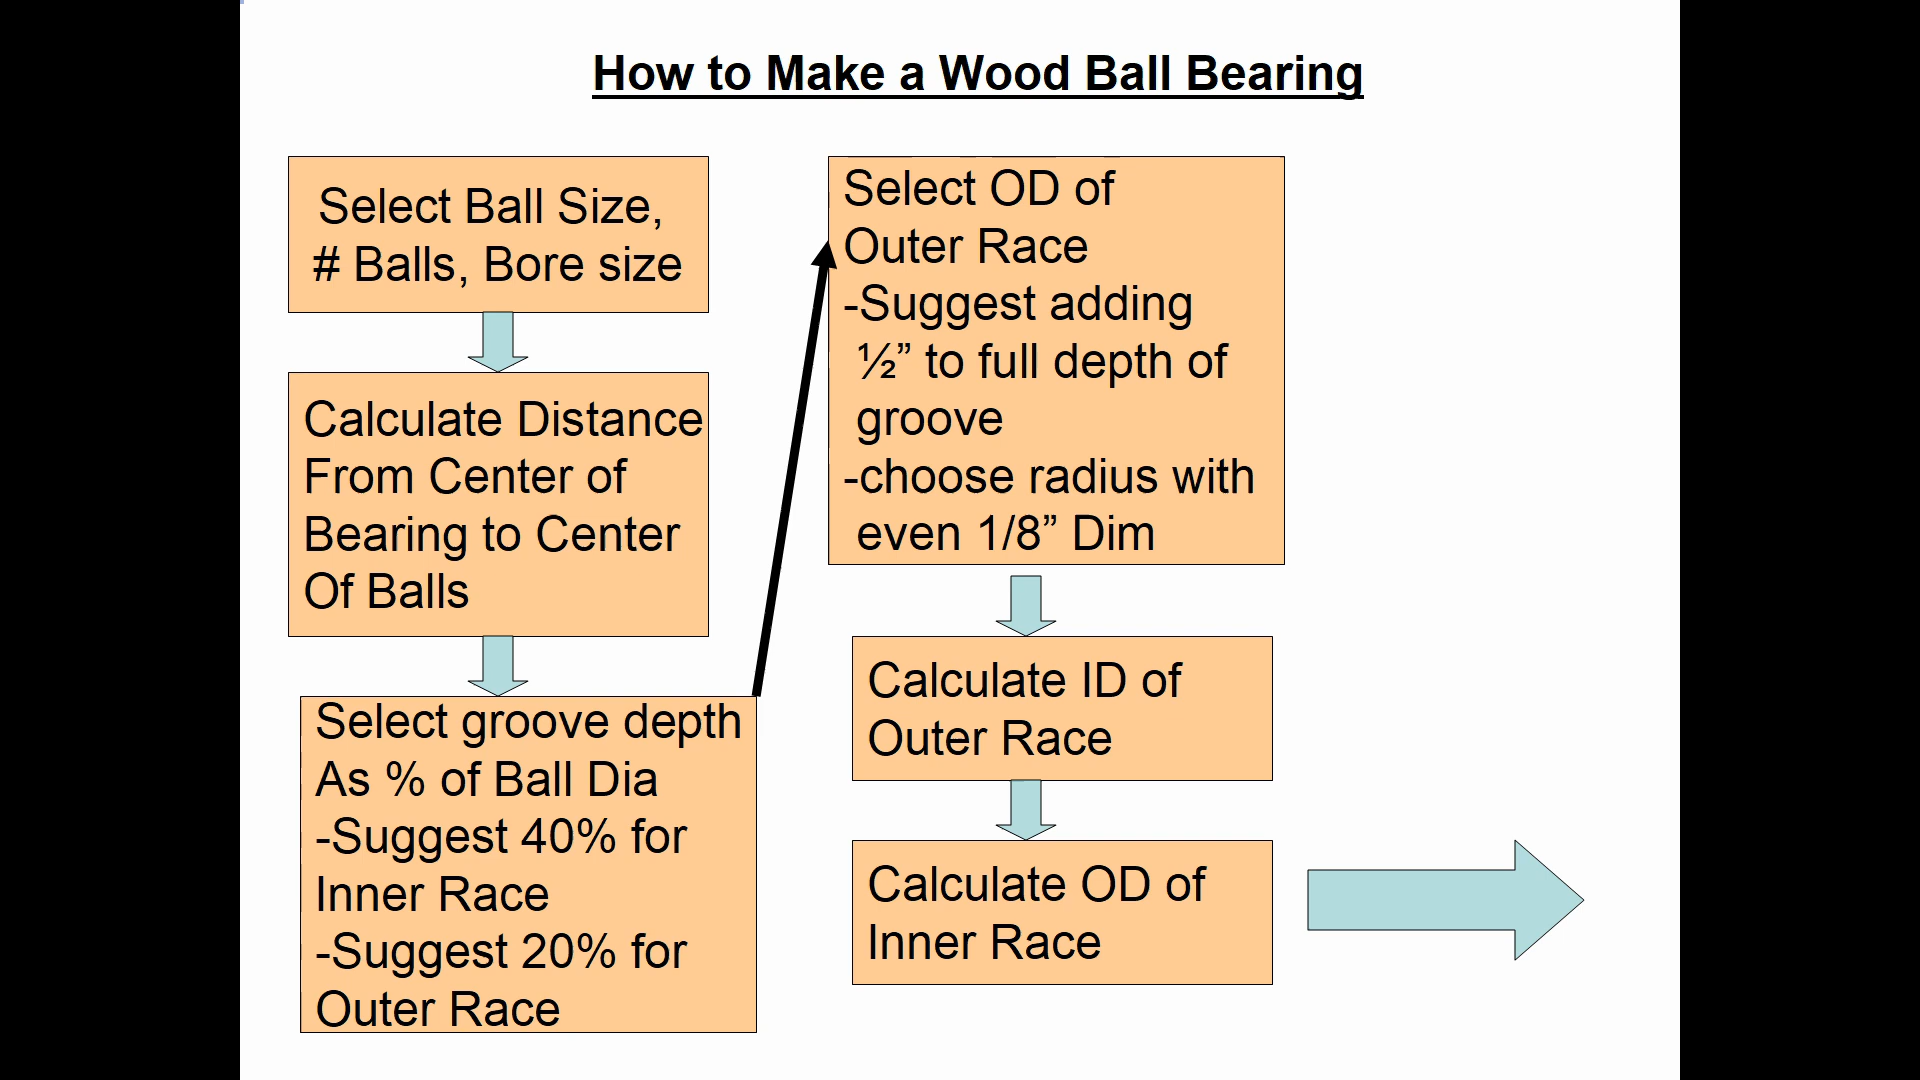 How to Make a Wood Ball Bearing
Select Ball Size,
# Balls, Bore size
Calculate Distance
From Center of
Bearing to Center
Of Balls
Select groove depth
As % of Ball Dia
-Suggest 40% for
Inner Race
-Suggest 20% for
Outer Race
Select OD of
Outer Race
-Suggest adding
½” to full depth of
groove
-choose radius with
even 1/8” Dim
Calculate ID of
Outer Race
Calculate OD of
Inner Race